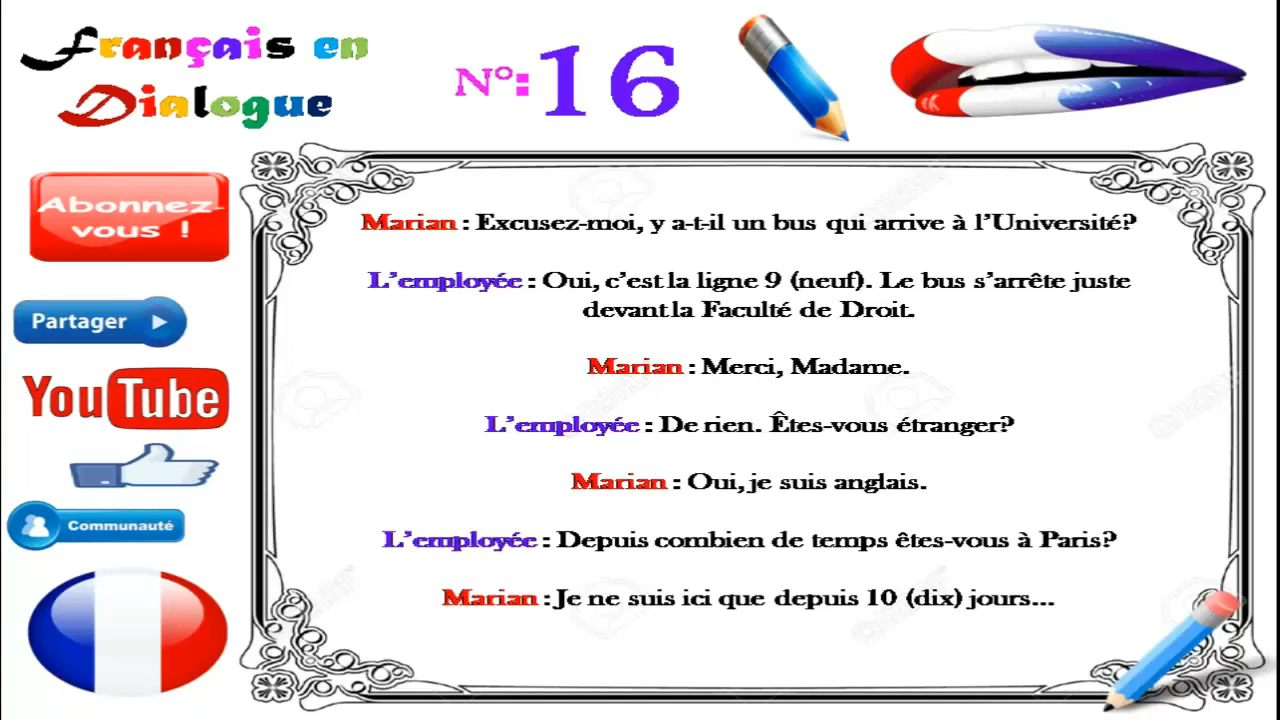 Français en
Dialogue
N°:16
Abonnez-
vous !
Partager
YouTube
Communauté
Marian : Excusez-moi, y a-t-il un bus qui arrive à l'Université?
L'employée : Oui, c'est la ligne 9 (neuf). Le bus s'arrête juste
devant la Faculté de Droit.
Marian : Merci, Madame.
L'employée : De rien. Êtes-vous étranger?
Marian : Oui, je suis anglais.
L'employée : Depuis combien de temps êtes-vous à Paris?
Marian : Je ne suis ici que depuis 10 (dix) jours...